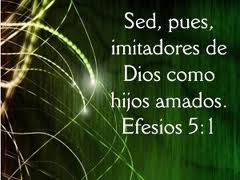 Sed, pues,
imitadores de
Dios como
hijos amados.
Efesios 5:1